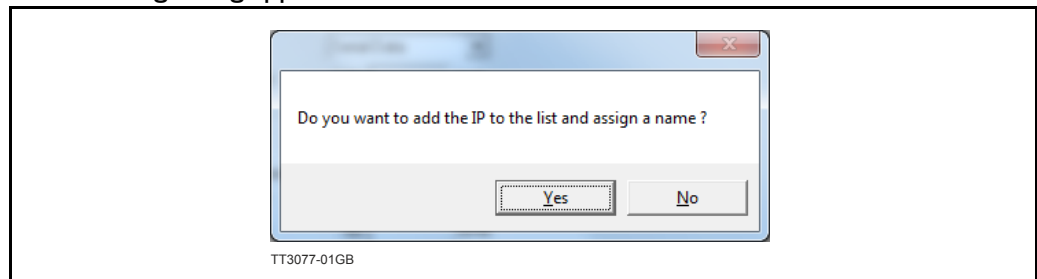 Do you want to add the IP to the list and assign a name ?
Yes
No
TT3077-01GB